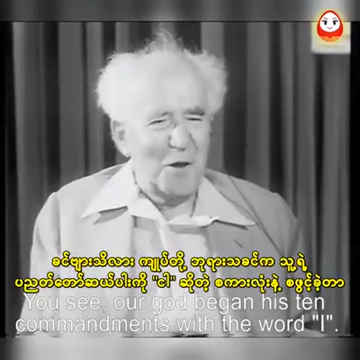 ခင်ဗျားသိလား ကျုပ်တို့ ဘုရားသခင်က သူ့ရဲ့
ပညတ်တော်ဆယ်ပါးကို "ငါ" ဆိုတဲ့ စကားလုံးနဲ့ စဖွင့်ခဲ့တာ
You see, our god began his ten
commandments with the word "I".